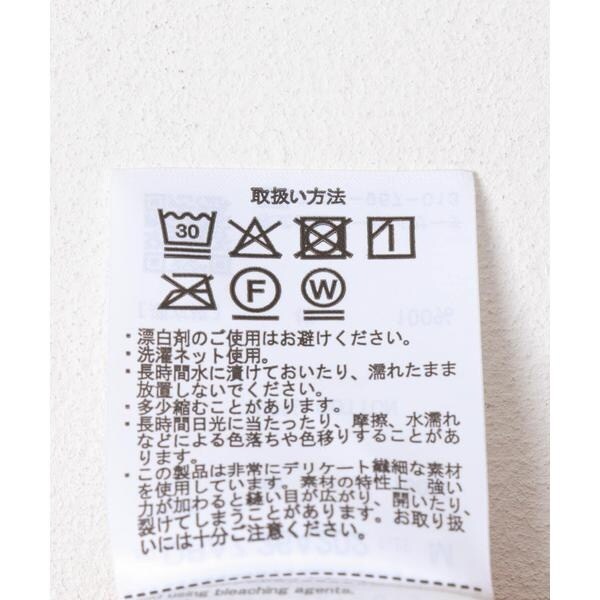 取扱い方法
30
F W
・漂白剤のご使用はお避けください。
・洗濯ネット使用。
・長時間水に漬けておいたり、濡れたまま
放置しないでください。
・多少縮むことがあります。
・長時間日光に当たったり、摩擦、水濡れ
などによる色落ちや色移りすることがあ
ります。
・この製品は非常にデリケート繊細な素材
を使用しています。素材の特性上、強い
力が加わると縫い目が広がり、開いたり、
裂けてしまうことがあります。お取り扱
いには十分ご注意ください。
using bleaching agents.